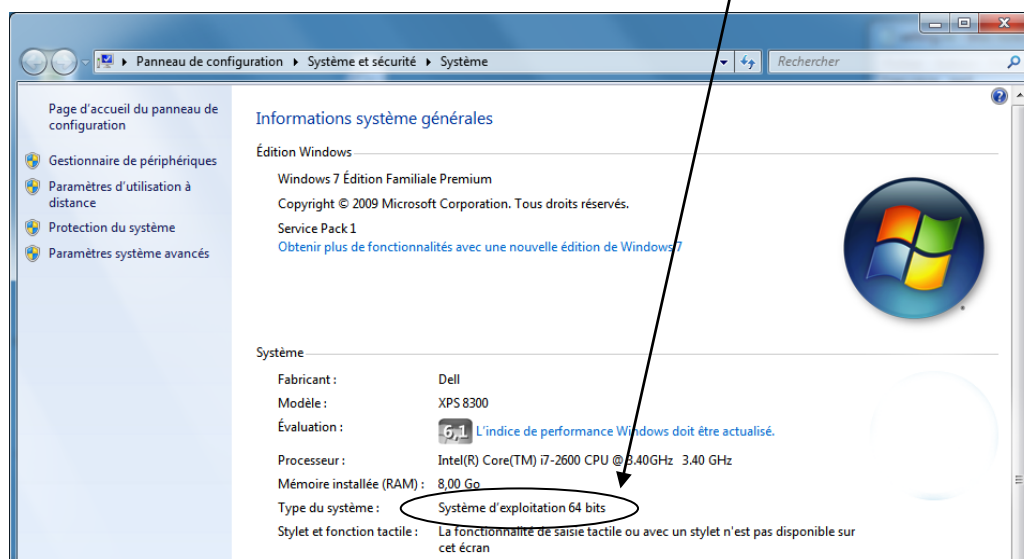 Panneau de configuration ▸ Système et sécurité ▸ Système
Rechercher
Page d'accueil du panneau de
configuration
Gestionnaire de périphériques
Paramètres d'utilisation à
distance
Protection du système
Paramètres système avancés
Informations système générales
Édition Windows
Windows 7 Édition Familiale Premium
Copyright © 2009 Microsoft Corporation. Tous droits réservés.
Service Pack 1
Obtenir plus de fonctionnalités avec une nouvelle édition de Windows 7
Système
Fabricant : Dell
Modèle : XPS 8300
Évaluation : 6,1 L'indice de performance Windows doit être actualisé.
Processeur : Intel(R) Core(TM) i7-2600 CPU @ 3.40GHz 3.40 GHz
Mémoire installée (RAM) : 8,00 Go
Type du système : Système d'exploitation 64 bits
Stylet et fonction tactile : La fonctionnalité de saisie tactile ou avec un stylet n'est pas disponible sur
cet écran